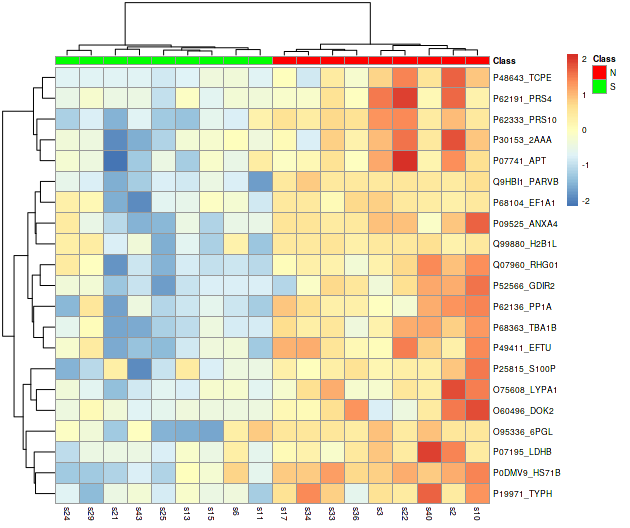 Class
Class
P48643_TCPE
N
P62191_PRS4
S
P62333_PRS10
P30153_2AAA
P07741_APT
Q9HBI1_PARVB
P68104_EF1A1
P09525_ANXA4
Q99880_H2B1L
Q07960_RHG01
P52566_GDIR2
P62136_PP1A
P68363_TBA1B
P49411_EFTU
P25815_S100P
O75608_LYPA1
O60496_DOK2
O95336_6PGL
P07195_LDHB
P0DMV9_HS71B
P19971_TYPH
2
1
0
-1
-2
s24 s29 s21 s43 s25 s13 s15 s6 s11 s17 s34 s33 s36 s3 s22 s40 s2 s10